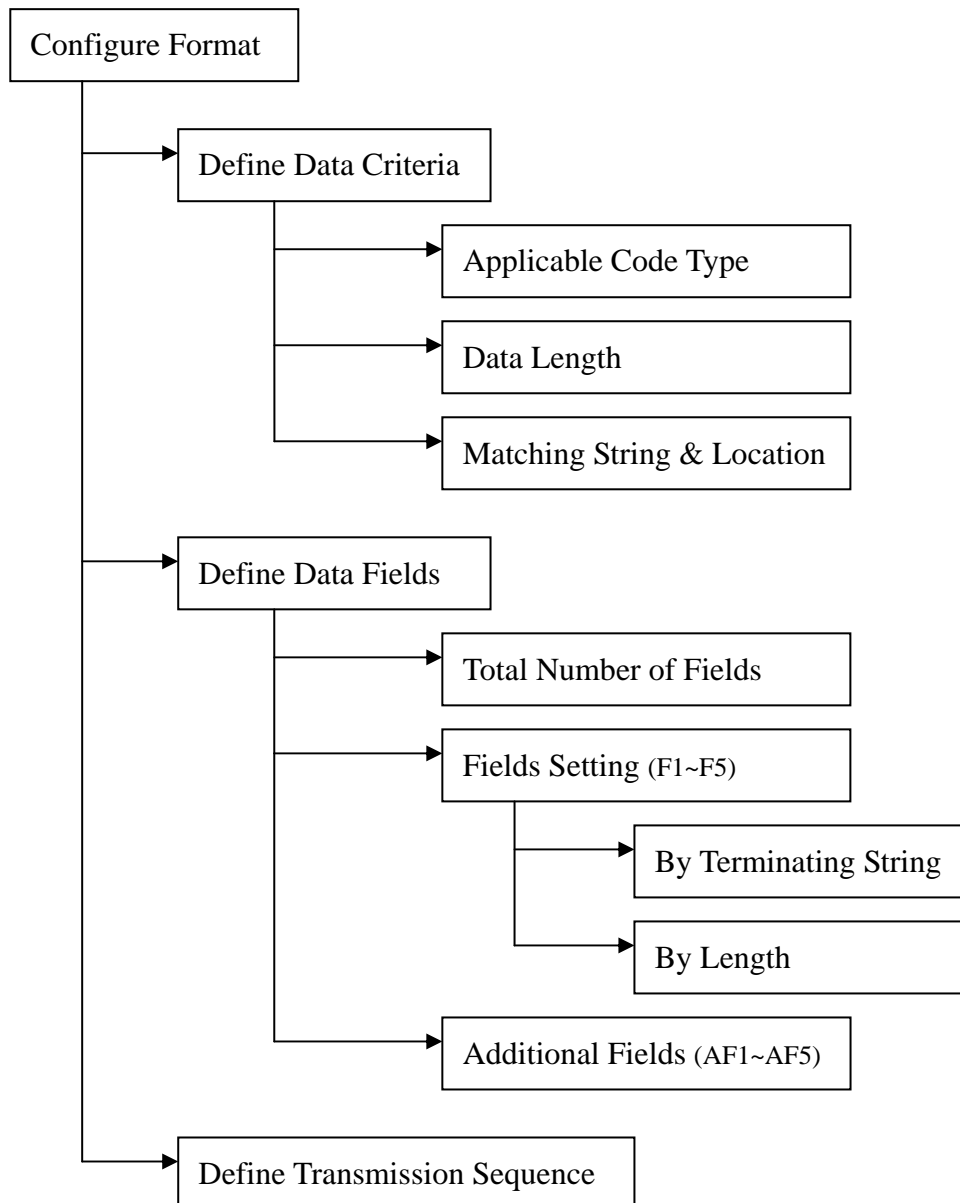 Configure Format
Define Data Criteria
Applicable Code Type
Data Length
Matching String & Location
Define Data Fields
Total Number of Fields
Fields Setting (F1~F5)
By Terminating String
By Length
Additional Fields (AF1~AF5)
Define Transmission Sequence